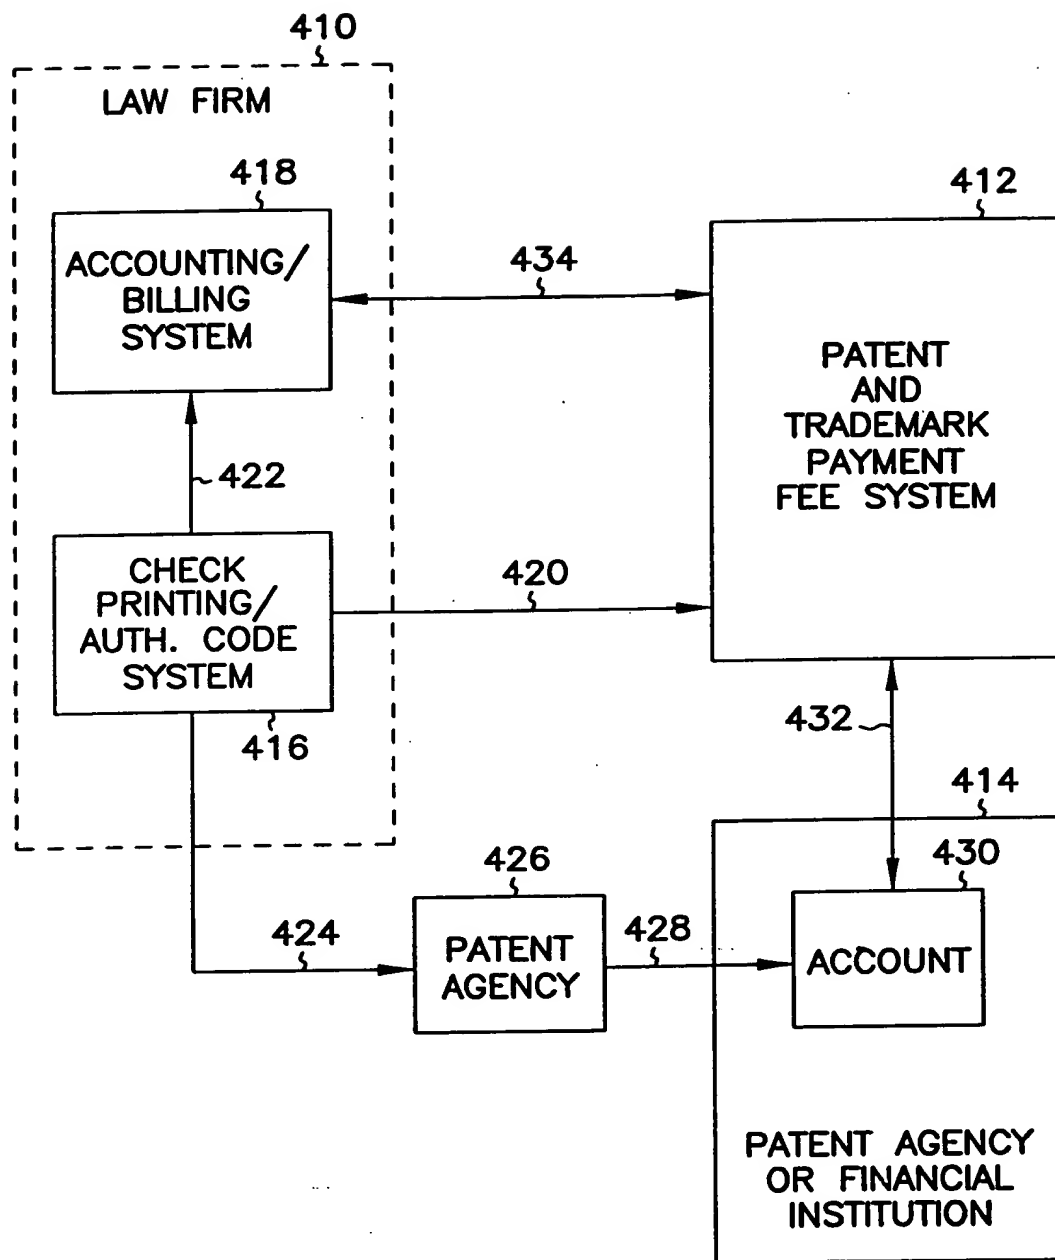 410
LAW FIRM
418
ACCOUNTING/
BILLING
SYSTEM
434
412
PATENT
AND
TRADEMARK
PAYMENT
FEE SYSTEM
422
CHECK
PRINTING/
AUTH. CODE
SYSTEM
416
420
432
414
430
ACCOUNT
426
PATENT
AGENCY
424
428
PATENT AGENCY
OR FINANCIAL
INSTITUTION